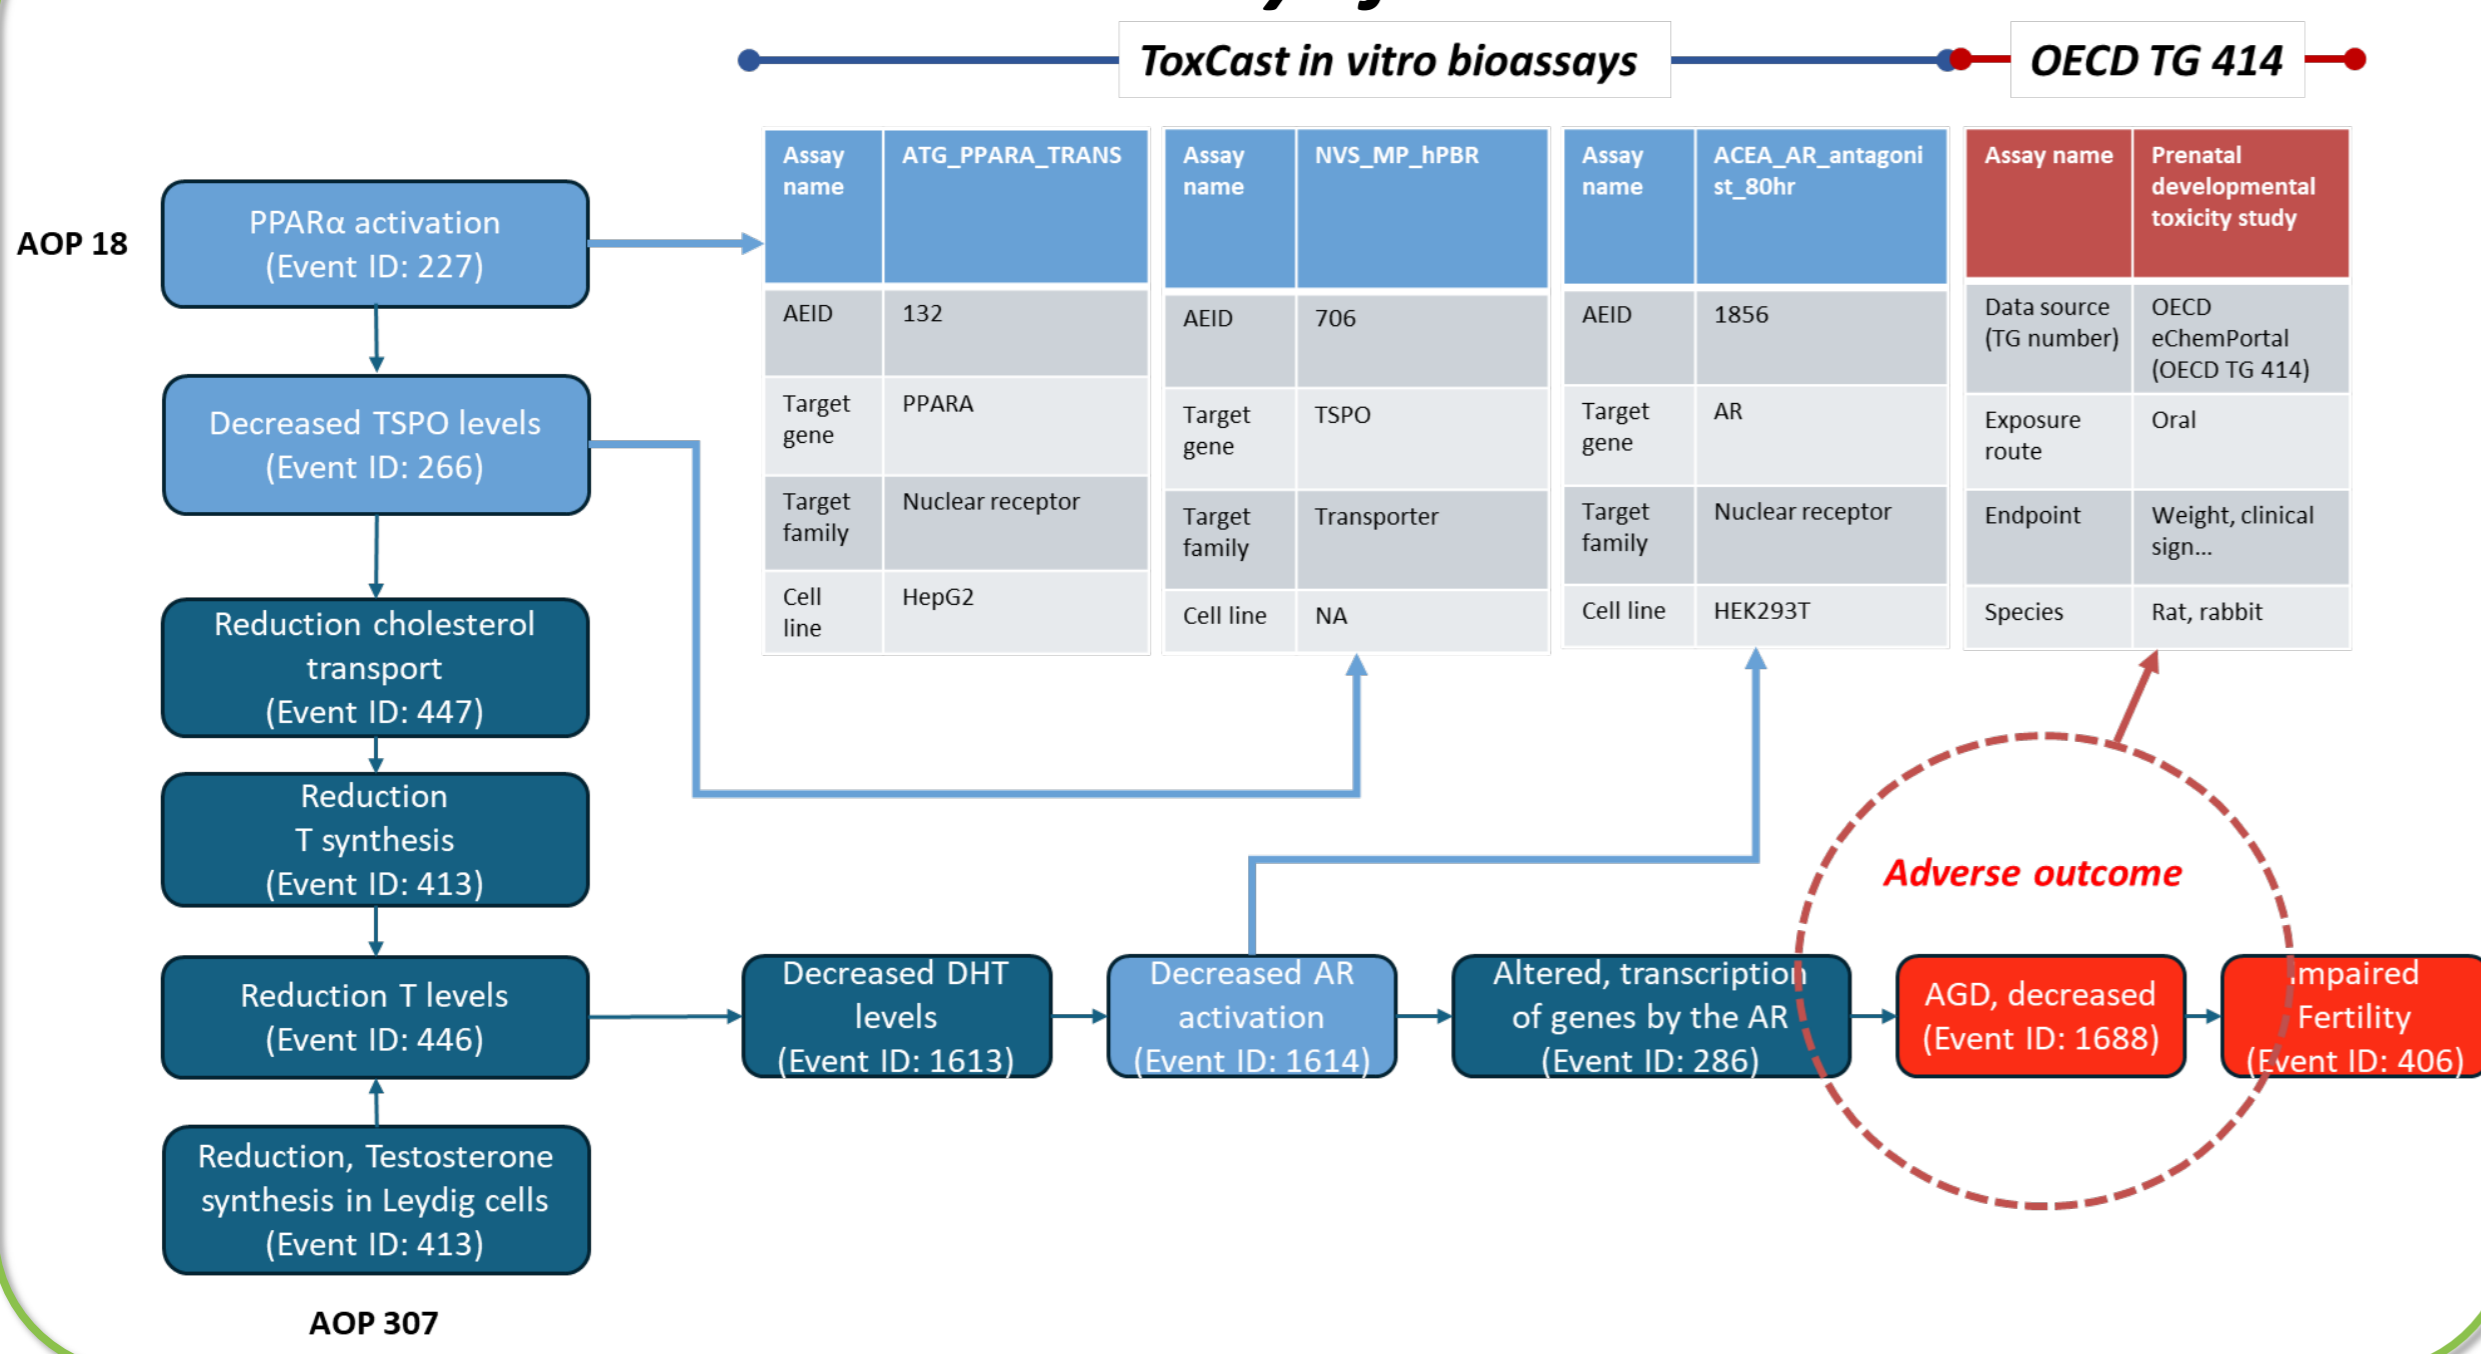 ToxCast in vitro bioassays
OECD TG 414
AOP 18
PPARα activation
(Event ID: 227)
Decreased TSPO levels
(Event ID: 266)
Reduction cholesterol
transport
(Event ID: 447)
Reduction
T synthesis
(Event ID: 413)
Reduction T levels
(Event ID: 446)
Reduction, Testosterone
synthesis in Leydig cells
(Event ID: 413)
AOP 307
Assay
name
ATG_PPARA_TRANS
AEID
132
Target
gene
PPARA
Target
family
Nuclear receptor
Cell
line
HepG2
Assay
name
NVS_MP_hPBR
AEID
706
Target
gene
TSPO
Target
family
Transporter
Cell line
NA
Assay
name
ACEA_AR_antagoni
st_80hr
AEID
1856
Target
gene
AR
Target
family
Nuclear receptor
Cell line
HEK293T
Assay name
Prenatal
developmental
toxicity study
Data source
(TG number)
OECD
eChemPortal
(OECD TG 414)
Exposure
route
Oral
Endpoint
Weight, clinical
sign...
Species
Rat, rabbit
Adverse outcome
Decreased DHT
levels
(Event ID: 1613)
Decreased AR
activation
(Event ID: 1614)
Altered, transcription
of genes by the AR
(Event ID: 286)
AGD, decreased
(Event ID: 1688)
Impaired
Fertility
(Event ID: 406)